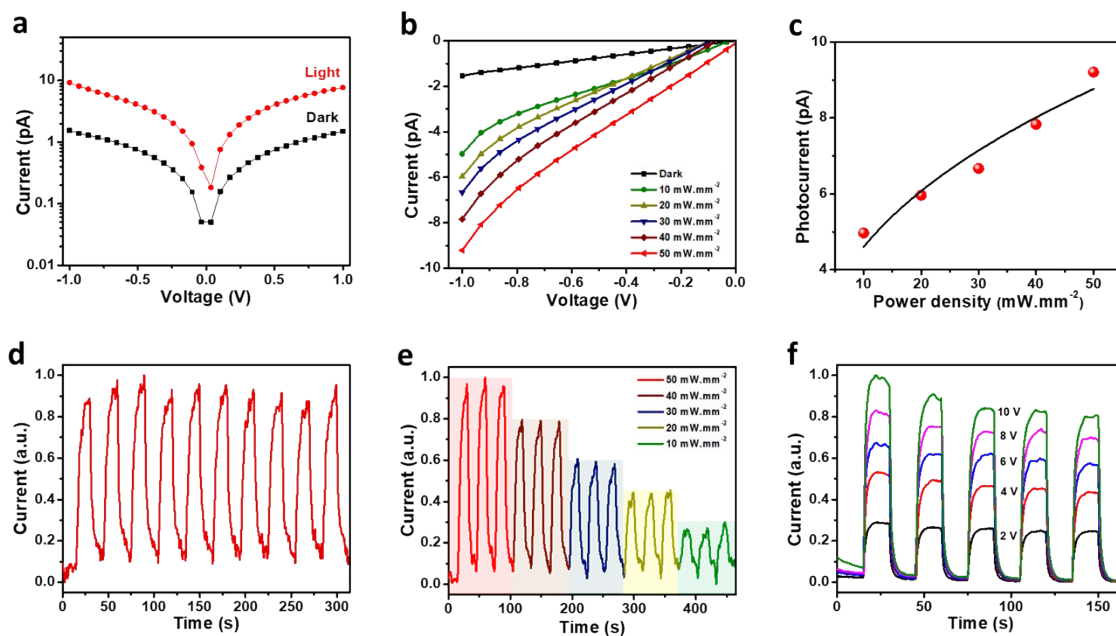 a
Current (pA)
10
1
0.1
0.01
Light
Dark
-1.0 -0.5 0.0 0.5 1.0
Voltage (V)
b
Current (pA)
0
-2
-4
-6
-8
-10
Dark
10 mW.mm⁻²
20 mW.mm⁻²
30 mW.mm⁻²
40 mW.mm⁻²
50 mW.mm⁻²
-1.0 -0.8 -0.6 -0.4 -0.2 0.0
Voltage (V)
c
Photocurrent (pA)
8
6
4
10 20 30 40 50
Power density (mW.mm⁻²)
d
Current (a.u.)
1.0
0.8
0.6
0.4
0.2
0.0
0 50 100 150 200 250 300
Time (s)
e
Current (a.u.)
1.0
0.8
0.6
0.4
0.2
0.0
50 mW.mm⁻²
40 mW.mm⁻²
30 mW.mm⁻²
20 mW.mm⁻²
10 mW.mm⁻²
0 100 200 300 400
Time (s)
f
Current (a.u.)
1.0
0.8
0.6
0.4
0.2
0.0
10 V
8 V
6 V
4 V
2 V
0 50 100 150
Time (s)